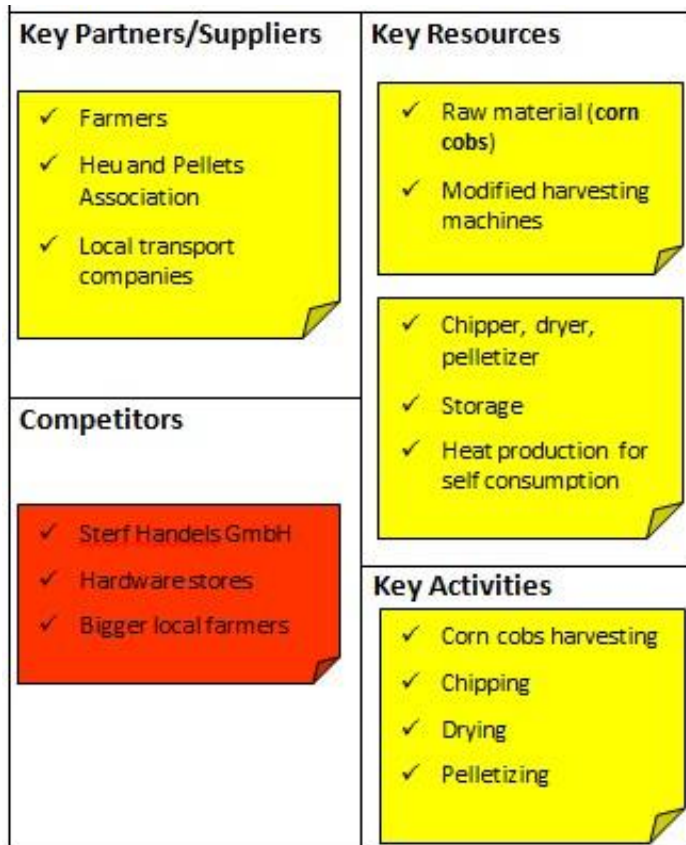 Key Partners/Suppliers
✓ Farmers
✓ Heu and Pellets
Association
✓ Local transport
companies
Competitors
✓ Sterf Handels GmbH
✓ Hardware stores
✓ Bigger local farmers
Key Resources
✓ Raw material (corn
cobs)
✓ Modified harvesting
machines
✓ Chipper, dryer,
pelletizer
✓ Storage
✓ Heat production for
self consumption
Key Activities
✓ Corn cobs harvesting
✓ Chipping
✓ Drying
✓ Pelletizing